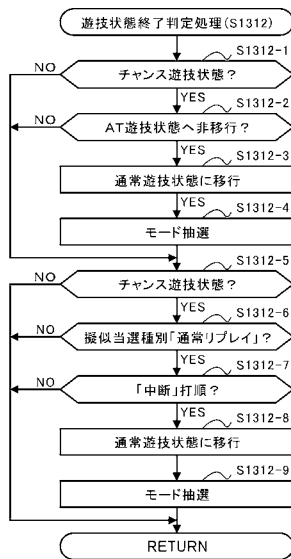 遊技状態終了判定処理(S1312)
S1312-1
NO
チャンス遊技状態？
YES
S1312-2
NO
AT遊技状態へ非移行？
YES
S1312-3
通常遊技状態に移行
YES
S1312-4
モード抽選
S1312-5
NO
チャンス遊技状態？
YES
S1312-6
NO
擬似当選種別「通常リプレイ」？
YES
S1312-7
NO
「中断」打順？
YES
S1312-8
通常遊技状態に移行
S1312-9
モード抽選
RETURN